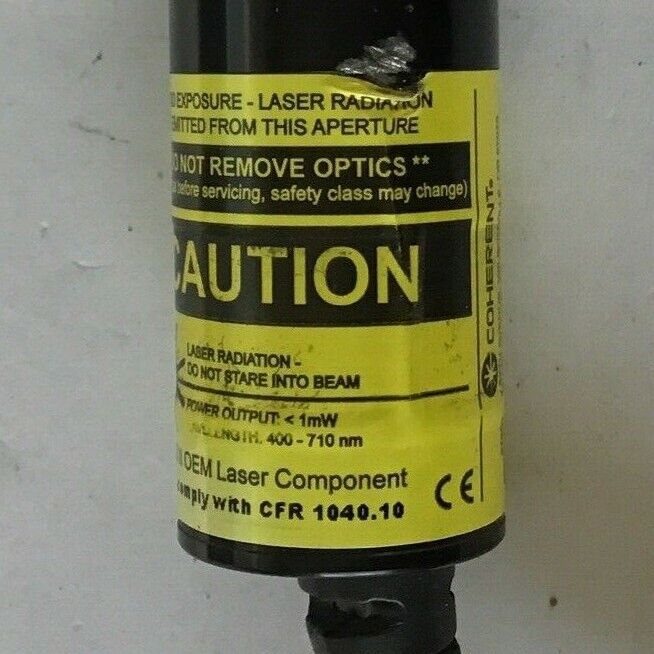 EXPOSURE - LASER RADIATION
EMITTED FROM THIS APERTURE
NOT REMOVE OPTICS **
before servicing, safety class may change)
CAUTION
LASER RADIATION -
DO NOT STARE INTO BEAM
POWER OUTPUT: < 1mW
400 - 710 nm
OEM Laser Component
comply with CFR 1040.10
CE
COHERENT®